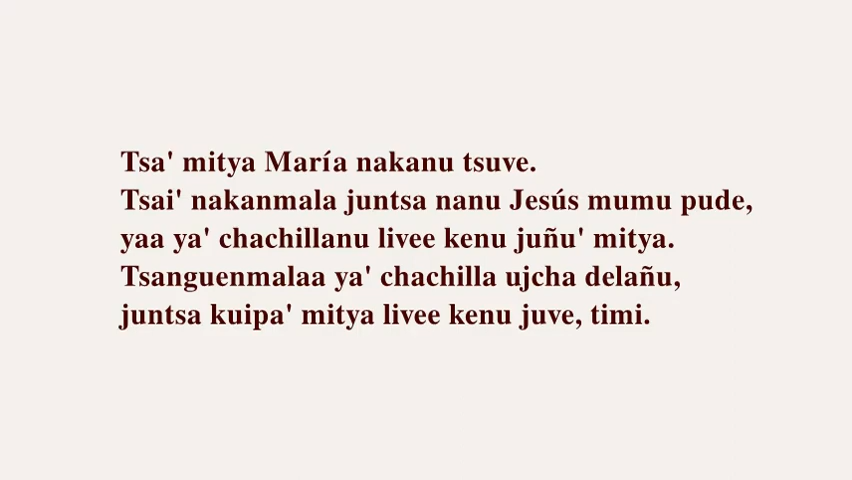 Tsa' mitya María nakanu tsuve.
Tsai' nakanmala juntsa nanu Jesús mumu pude,
yaa ya' chachillanu livee kenu juñu' mitya.
Tsanguenmalaa ya' chachilla ujcha delañu,
juntsa kuipa' mitya livee kenu juve, timi.